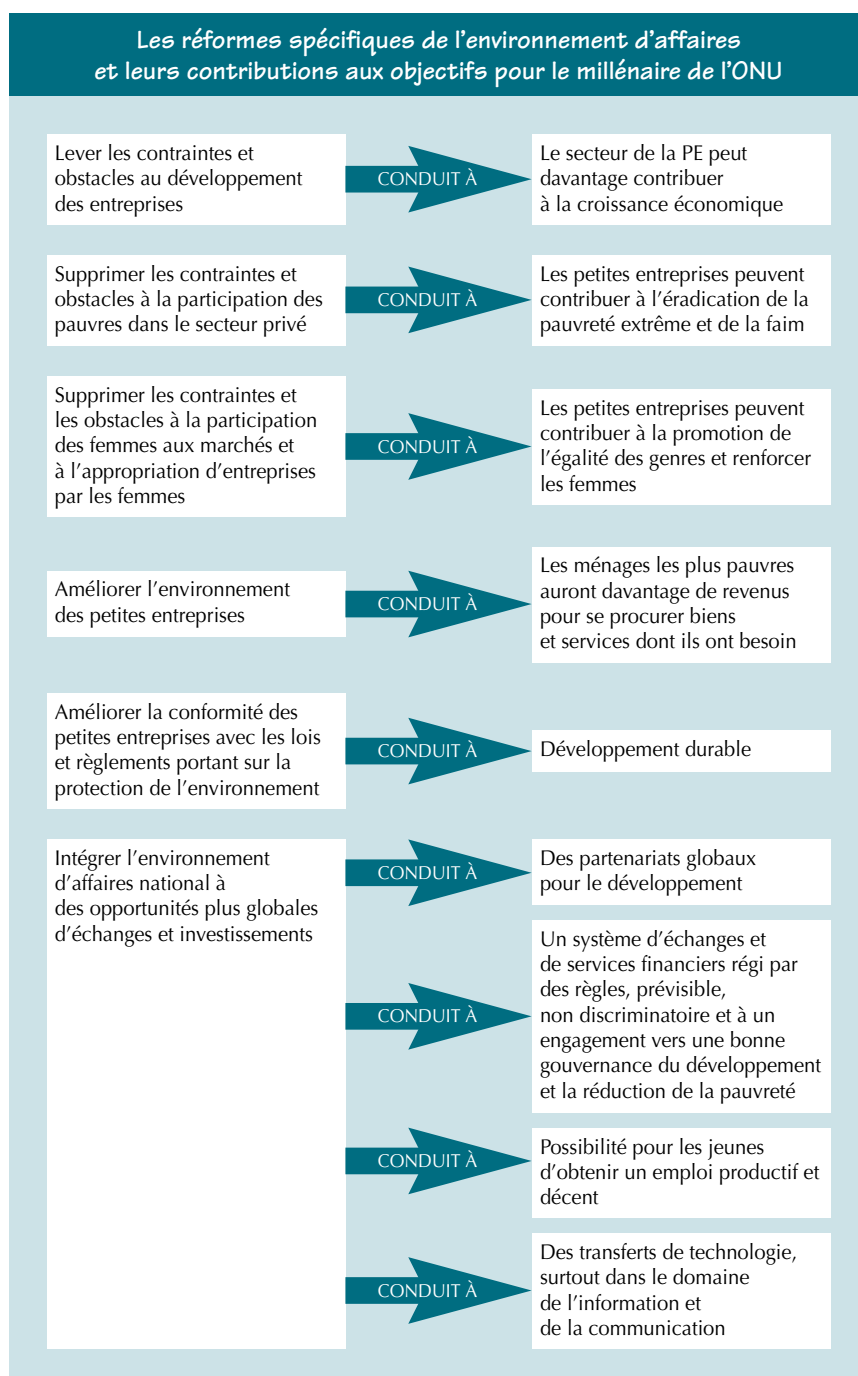 Les réformes spécifiques de l'environnement d'affaires
et leurs contributions aux objectifs pour le millénaire de l'ONU
Lever les contraintes et
obstacles au développement
des entreprises
CONDUIT À
Le secteur de la PE peut
davantage contribuer
à la croissance économique
Supprimer les contraintes et
obstacles à la participation des
pauvres dans le secteur privé
CONDUIT À
Les petites entreprises peuvent
contribuer à l'éradication de la
pauvreté extrême et de la faim
Supprimer les contraintes et
les obstacles à la participation
des femmes aux marchés et
à l'appropriation d'entreprises
par les femmes
CONDUIT À
Les petites entreprises peuvent
contribuer à la promotion de
l'égalité des genres et renforcer
les femmes
Améliorer l'environnement
des petites entreprises
CONDUIT À
Les ménages les plus pauvres
auront davantage de revenus
pour se procurer biens
et services dont ils ont besoin
Améliorer la conformité des
petites entreprises avec les lois
et règlements portant sur la
protection de l'environnement
CONDUIT À
Développement durable
Intégrer l'environnement
d'affaires national à
des opportunités plus globales
d'échanges et investissements
CONDUIT À
Des partenariats globaux
pour le développement
CONDUIT À
Un système d'échanges et
de services financiers régi par
des règles, prévisible,
non discriminatoire et à un
engagement vers une bonne
gouvernance du développement
et la réduction de la pauvreté
CONDUIT À
Possibilité pour les jeunes
d'obtenir un emploi productif et
décent
CONDUIT À
Des transferts de technologie,
surtout dans le domaine
de l'information et
de la communication